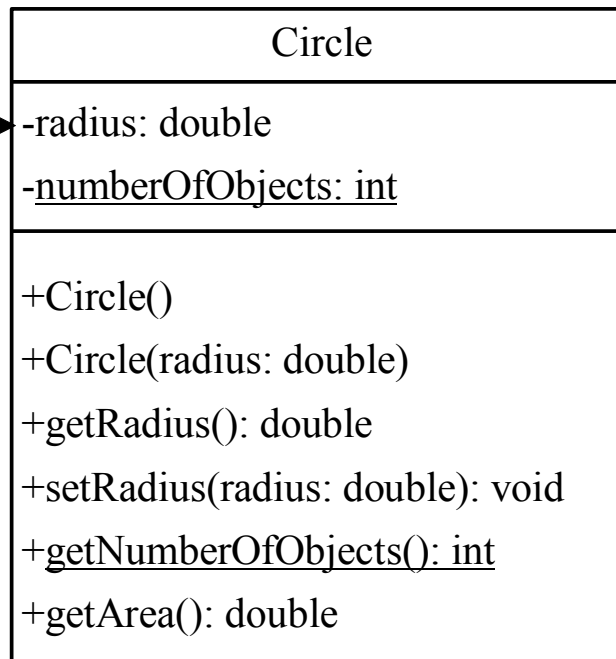 Circle
-radius: double
-numberOfObjects: int
+Circle()
+Circle(radius: double)
+getRadius(): double
+setRadius(radius: double): void
+getNumberOfObjects(): int
+getArea(): double